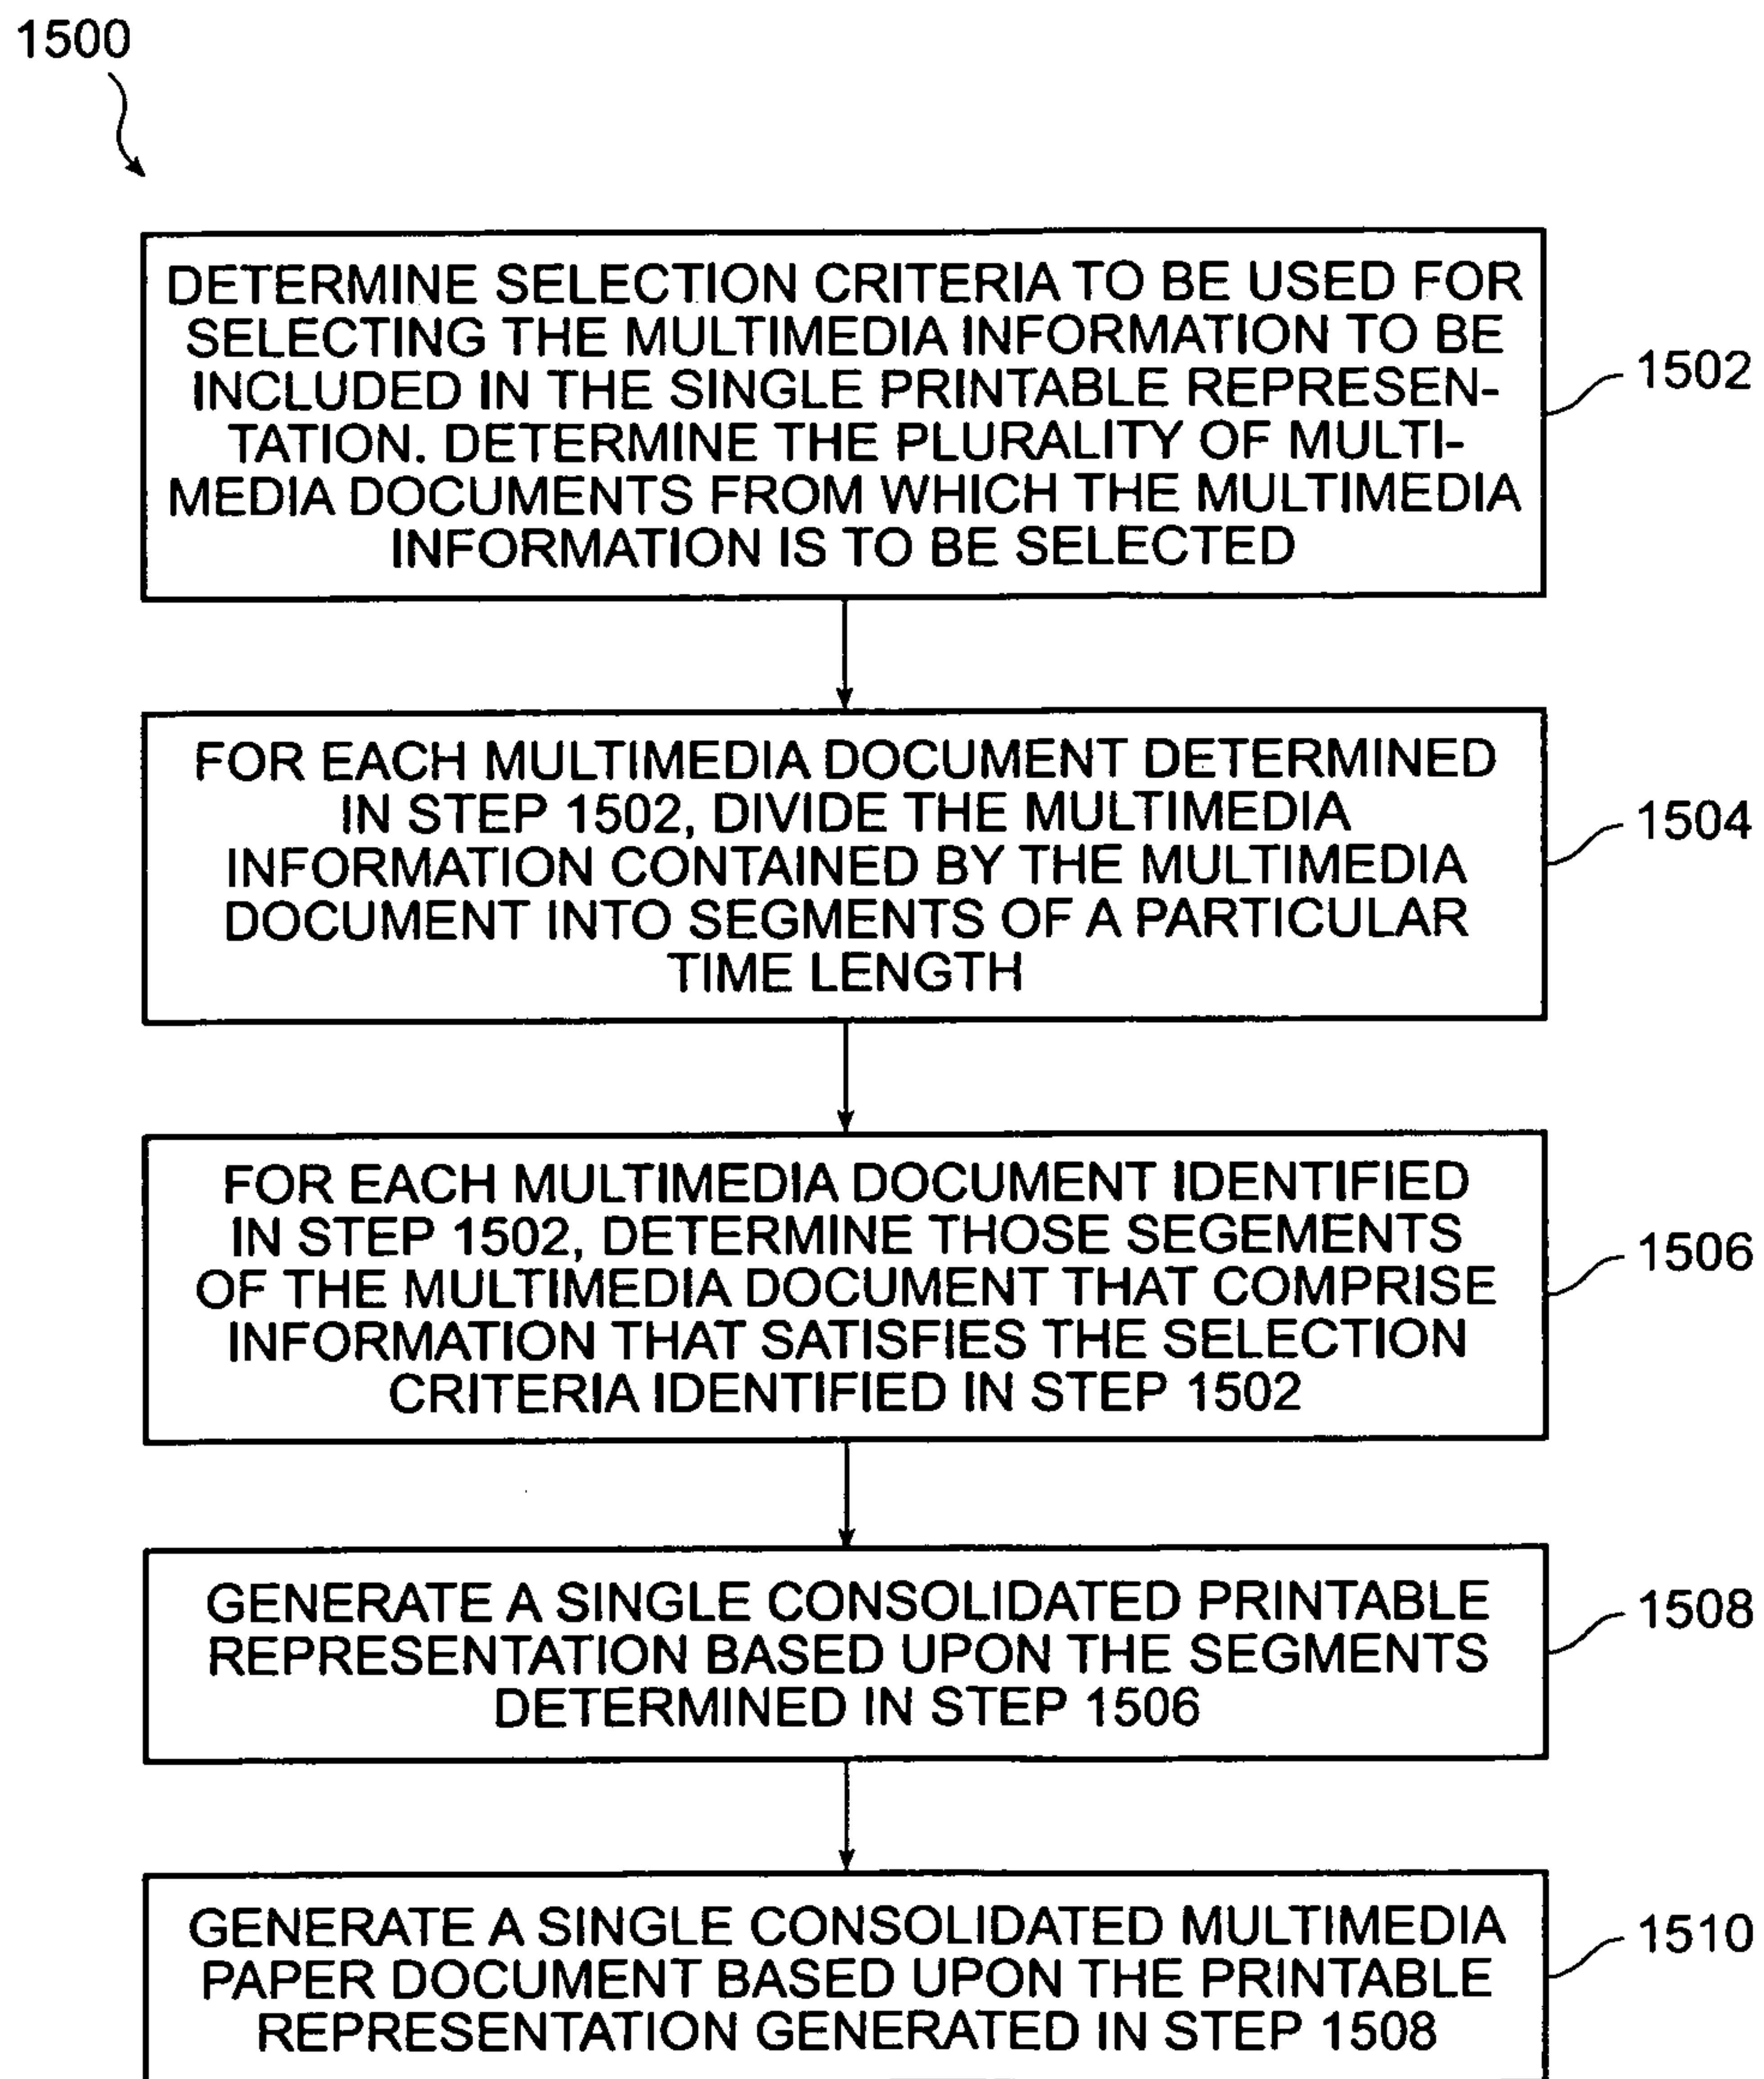 1500
DETERMINE SELECTION CRITERIA TO BE USED FOR
SELECTING THE MULTIMEDIA INFORMATION TO BE
INCLUDED IN THE SINGLE PRINTABLE REPRESEN-
TATION. DETERMINE THE PLURALITY OF MULTI-
MEDIA DOCUMENTS FROM WHICH THE MULTIMEDIA
INFORMATION IS TO BE SELECTED
1502
FOR EACH MULTIMEDIA DOCUMENT DETERMINED
IN STEP 1502, DIVIDE THE MULTIMEDIA
INFORMATION CONTAINED BY THE MULTIMEDIA
DOCUMENT INTO SEGMENTS OF A PARTICULAR
TIME LENGTH
1504
FOR EACH MULTIMEDIA DOCUMENT IDENTIFIED
IN STEP 1502, DETERMINE THOSE SEGEMENTS
OF THE MULTIMEDIA DOCUMENT THAT COMPRISE
INFORMATION THAT SATISFIES THE SELECTION
CRITERIA IDENTIFIED IN STEP 1502
1506
GENERATE A SINGLE CONSOLIDATED PRINTABLE
REPRESENTATION BASED UPON THE SEGMENTS
DETERMINED IN STEP 1506
1508
GENERATE A SINGLE CONSOLIDATED MULTIMEDIA
PAPER DOCUMENT BASED UPON THE PRINTABLE
REPRESENTATION GENERATED IN STEP 1508
1510